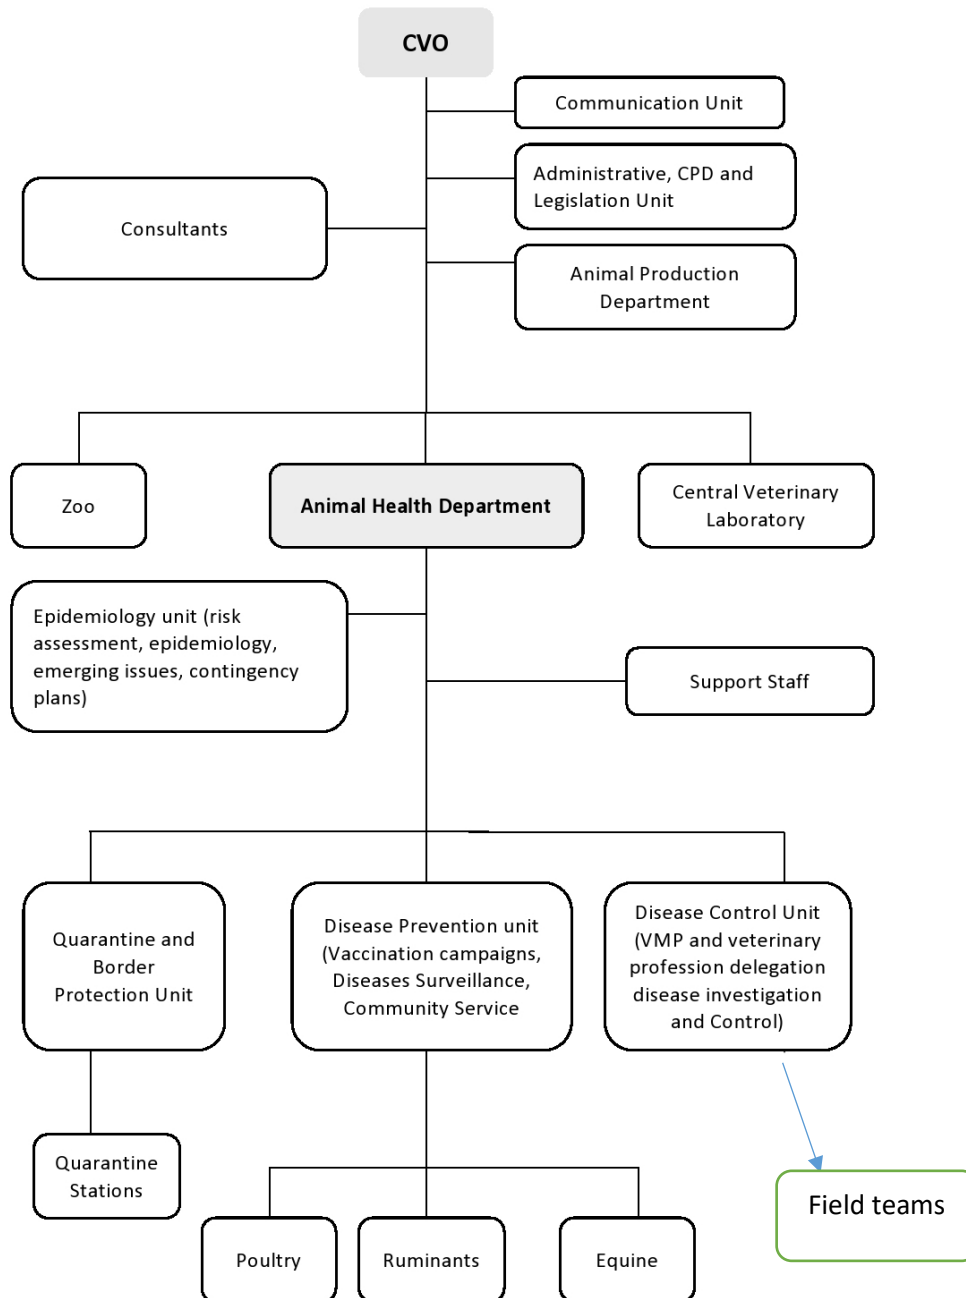 CVO
Communication Unit
Administrative, CPD and
Legislation Unit
Consultants
Animal Production
Department
Zoo
Animal Health Department
Central Veterinary
Laboratory
Epidemiology unit (risk
assessment, epidemiology,
emerging issues, contingency
plans)
Support Staff
Quarantine and
Border
Protection Unit
Disease Prevention unit
(Vaccination campaigns,
Diseases Surveillance,
Community Service
Disease Control Unit
(VMP and veterinary
profession delegation
disease investigation
and Control)
Quarantine
Stations
Field teams
Poultry
Ruminants
Equine